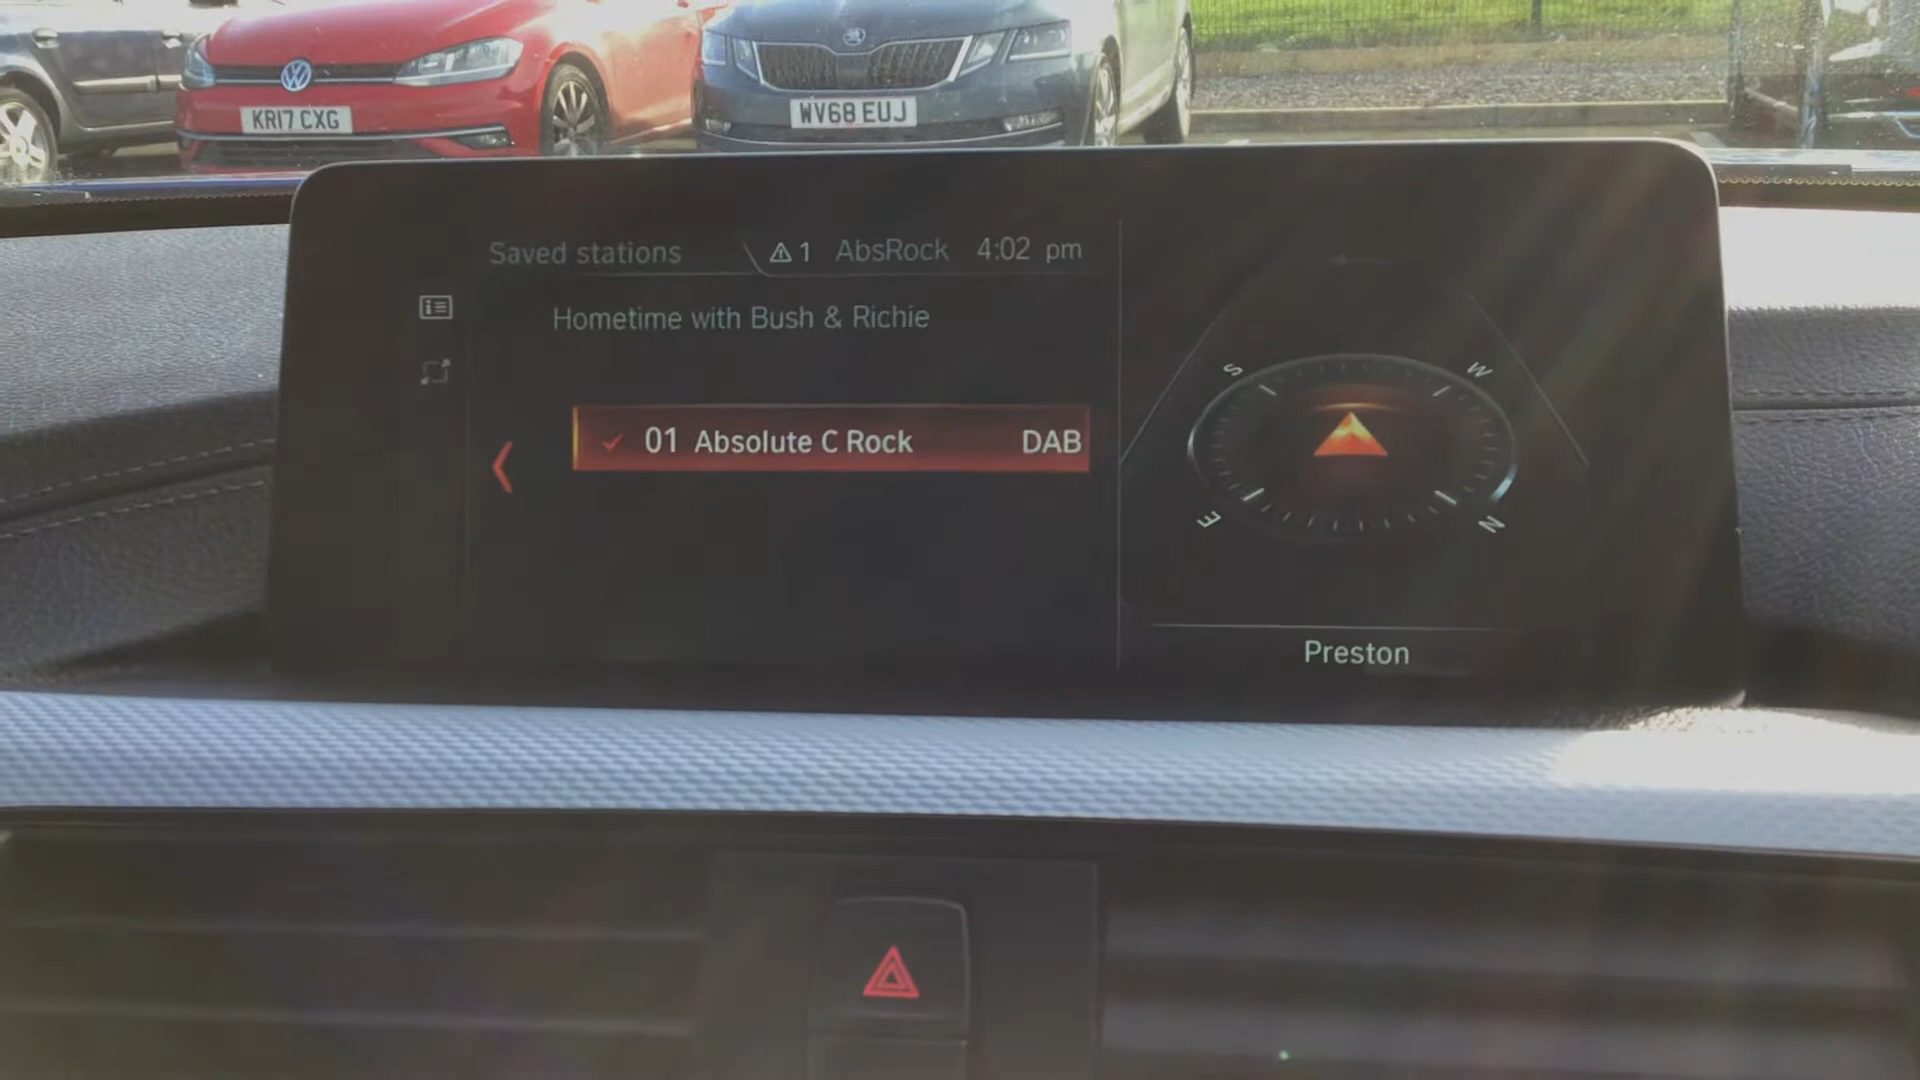 KR17 CXG
WV68 EUJ
Saved stations
1 AbsRock 4:02 pm
Hometime with Bush & Richie
01 Absolute C Rock DAB
S
W
E
N
Preston